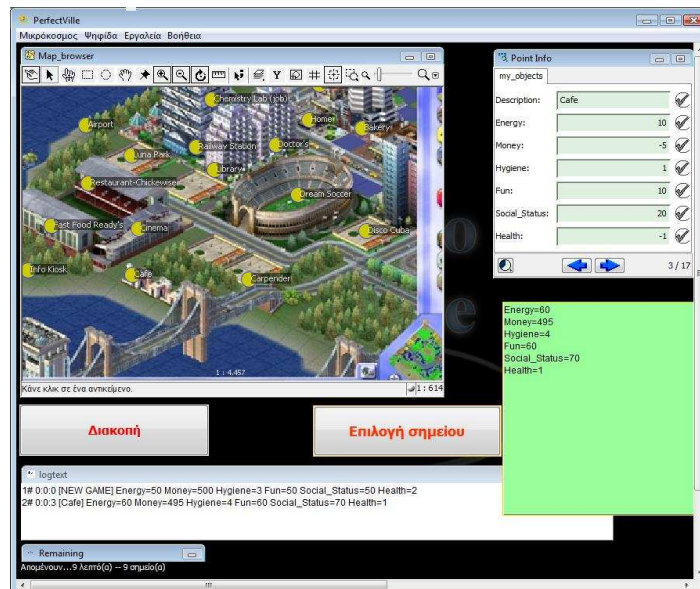 PerfectVille
Μικρόκοσμος Ψηφίδα Εργαλεία Βοήθεια
Map_browser
Chemistry Lab (job)
Home
Airport
Bakery
Railway Station
Doctor's
Luna Park
Library
Restaurant-Chickewise
Dream Soccer
Fast Food Ready's
Cinema
Disco Cuba
Info Kiosk
Cafe
Carpender
1 : 4.457
Κάνε κλικ σε ένα αντικείμενο.
1 : 614
Point Info
my_objects
Description: Cafe
Energy: 10
Money: -5
Hygiene: 1
Fun: 10
Social_Status: 20
Health: -1
3 / 17
Energy=60
Money=495
Hygiene=4
Fun=60
Social_Status=70
Health=1
Διακοπή
Επιλογή σημείου
logtext
1# 0:0:0 [NEW GAME] Energy=50 Money=500 Hygiene=3 Fun=50 Social_Status=50 Health=2
2# 0:0:3 [Cafe] Energy=60 Money=495 Hygiene=4 Fun=60 Social_Status=70 Health=1
Remaining
Απομένουν...9 λεπτό(α) -- 9 σημείο(α)